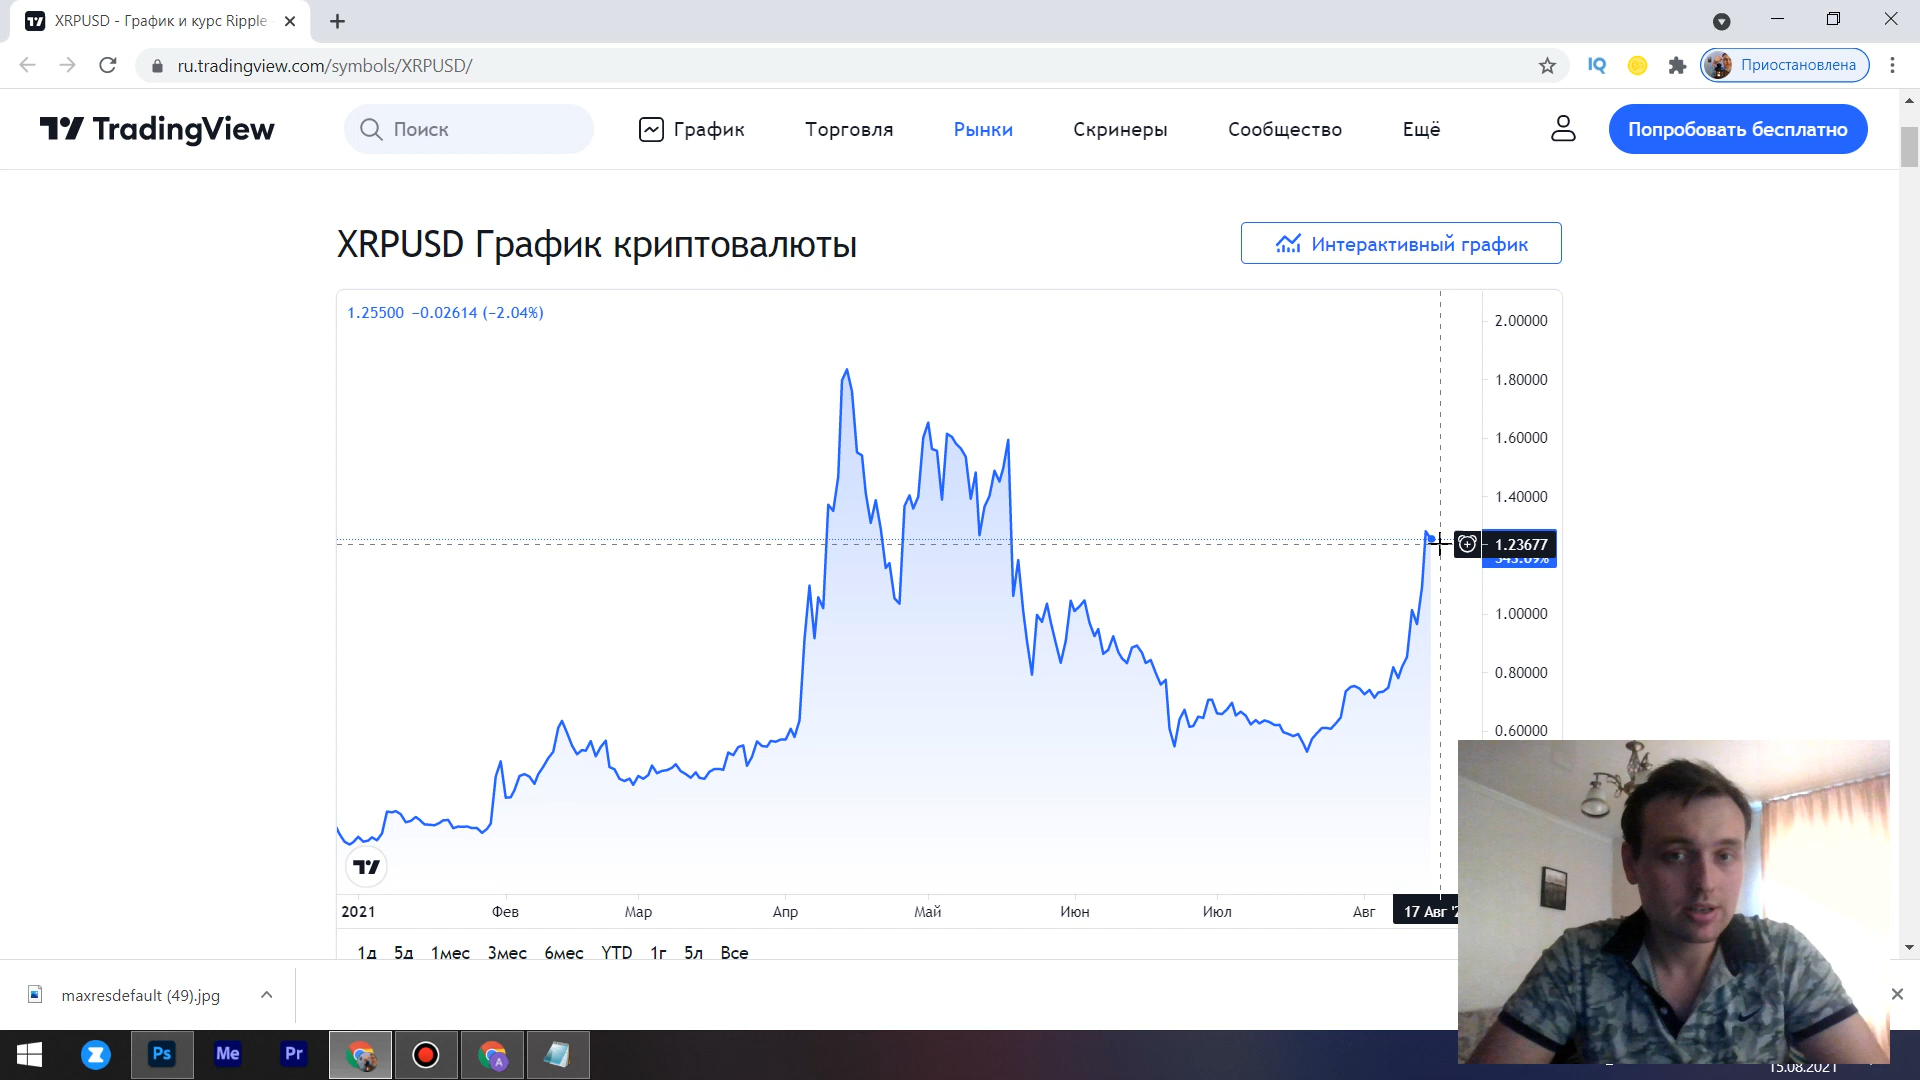 XRPUSD - График и курс Ripple
ru.tradingview.com/symbols/XRPUSD/
IQ
Приостановлена
TradingView
Поиск
График
Торговля
Рынки
Скринеры
Сообщество
Ещё
Попробовать бесплатно
XRPUSD График криптовалюты
Интерактивный график
1.25500 −0.02614 (−2.04%)
2.00000
1.80000
1.60000
1.40000
1.23677
1.00000
0.80000
0.60000
2021 Фев Мар Апр Май Июн Июл Авг 17 Авг
1д 5д 1мес 3мес 6мес YTD 1г 5л Все
maxresdefault (49).jpg
Ps
Me
Pr
A
15.08.2021